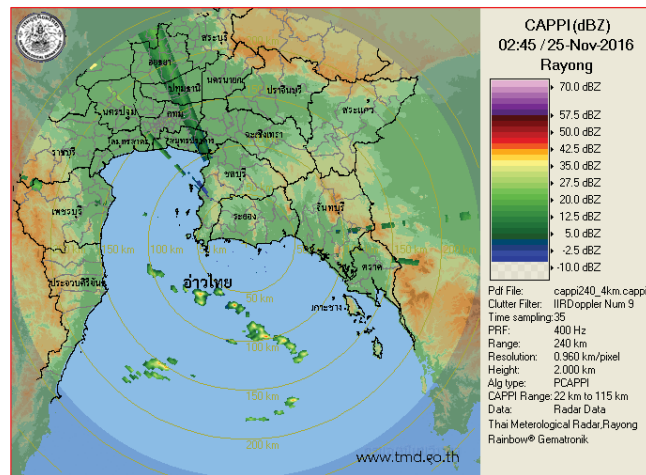 CAPPI (dBZ)
02:45 / 25-Nov-2016
Rayong
70.0 dBZ
57.5 dBZ
50.0 dBZ
42.5 dBZ
35.0 dBZ
27.5 dBZ
20.0 dBZ
12.5 dBZ
5.0 dBZ
-2.5 dBZ
-10.0 dBZ
Pdf File: cappi240_4km.cappi
Clutter Filter: IIRDoppler Num 9
Time sampling:35
PRF: 400 Hz
Range: 240 km
Resolution: 0.960 km/pixel
Height: 2.000 km
Alg type: PCAPPI
CAPPI Range: 22 km to 115 km
Data: Radar Data
Thai Meterological Radar,Rayong
Rainbow® Gematronik
สระบุรี
อยุธยา
นครนายก
ปทุมธานี
ปราจีนบุรี
สระแก้ว
นครปฐม
กทม
ฉะเชิงเทรา
ราชบุรี
ชลบุรี
เพชรบุรี
ระยอง
จันทบุรี
150 km
100 km
150 km
ตราด
ประจวบคีรีขันธ์
อ่าวไทย
50 km
เกาะช้าง
100 km
150 km
200 km
www.tmd.go.th